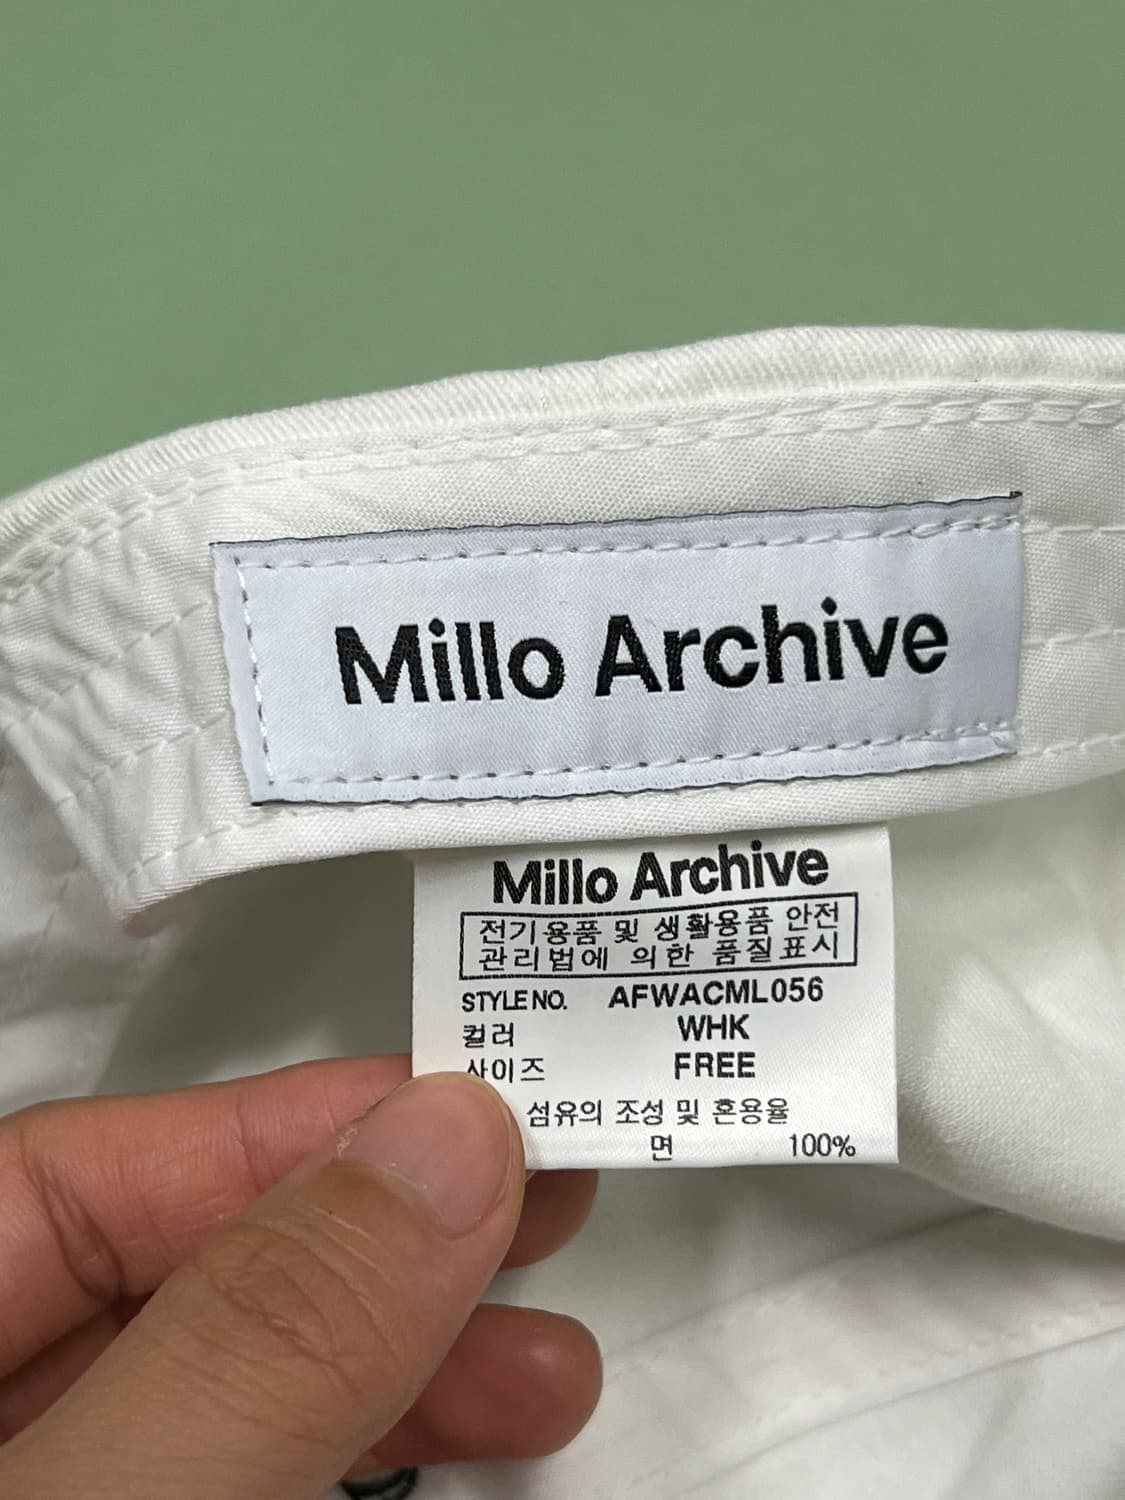 Millo Archive
Millo Archive
전기용품 및 생활용품 안전
관리법에 의한 품질표시
STYLE NO. AFWACML056
컬러 WHK
사이즈 FREE
섬유의 조성 및 혼용율
면 100%